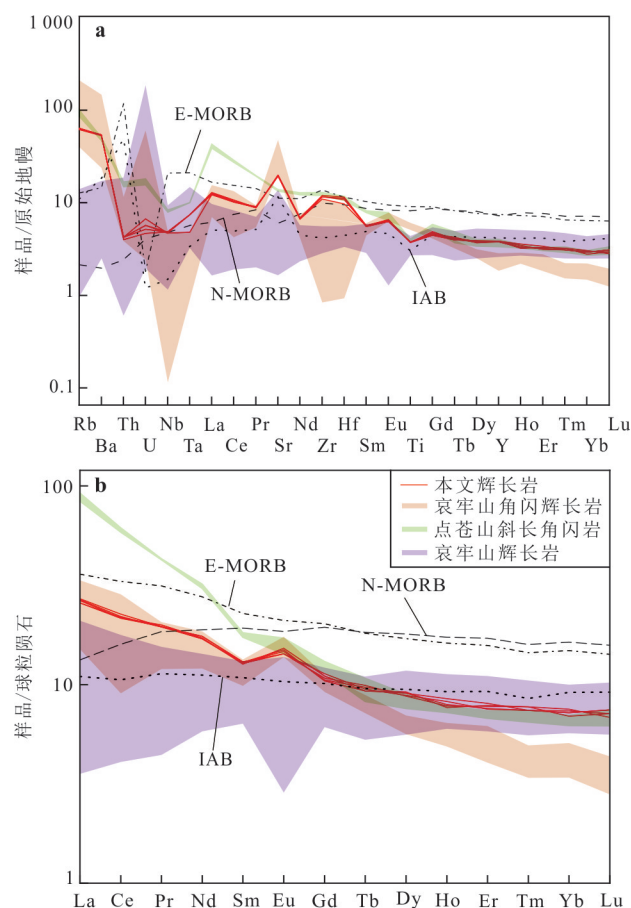 a
1 000
100
10
1
0.1
样品/原始地幔
E-MORB
N-MORB
IAB
Rb Th Nb La Pr Nd Hf Eu Gd Dy Ho Tm Lu
Ba U Ta Ce Sr Zr Sm Ti Tb Y Er Yb
b
100
10
1
样品/球粒陨石
本文辉长岩
哀牢山角闪辉长岩
点苍山斜长角闪岩
哀牢山辉长岩
E-MORB
N-MORB
IAB
La Ce Pr Nd Sm Eu Gd Tb Dy Ho Er Tm Yb Lu